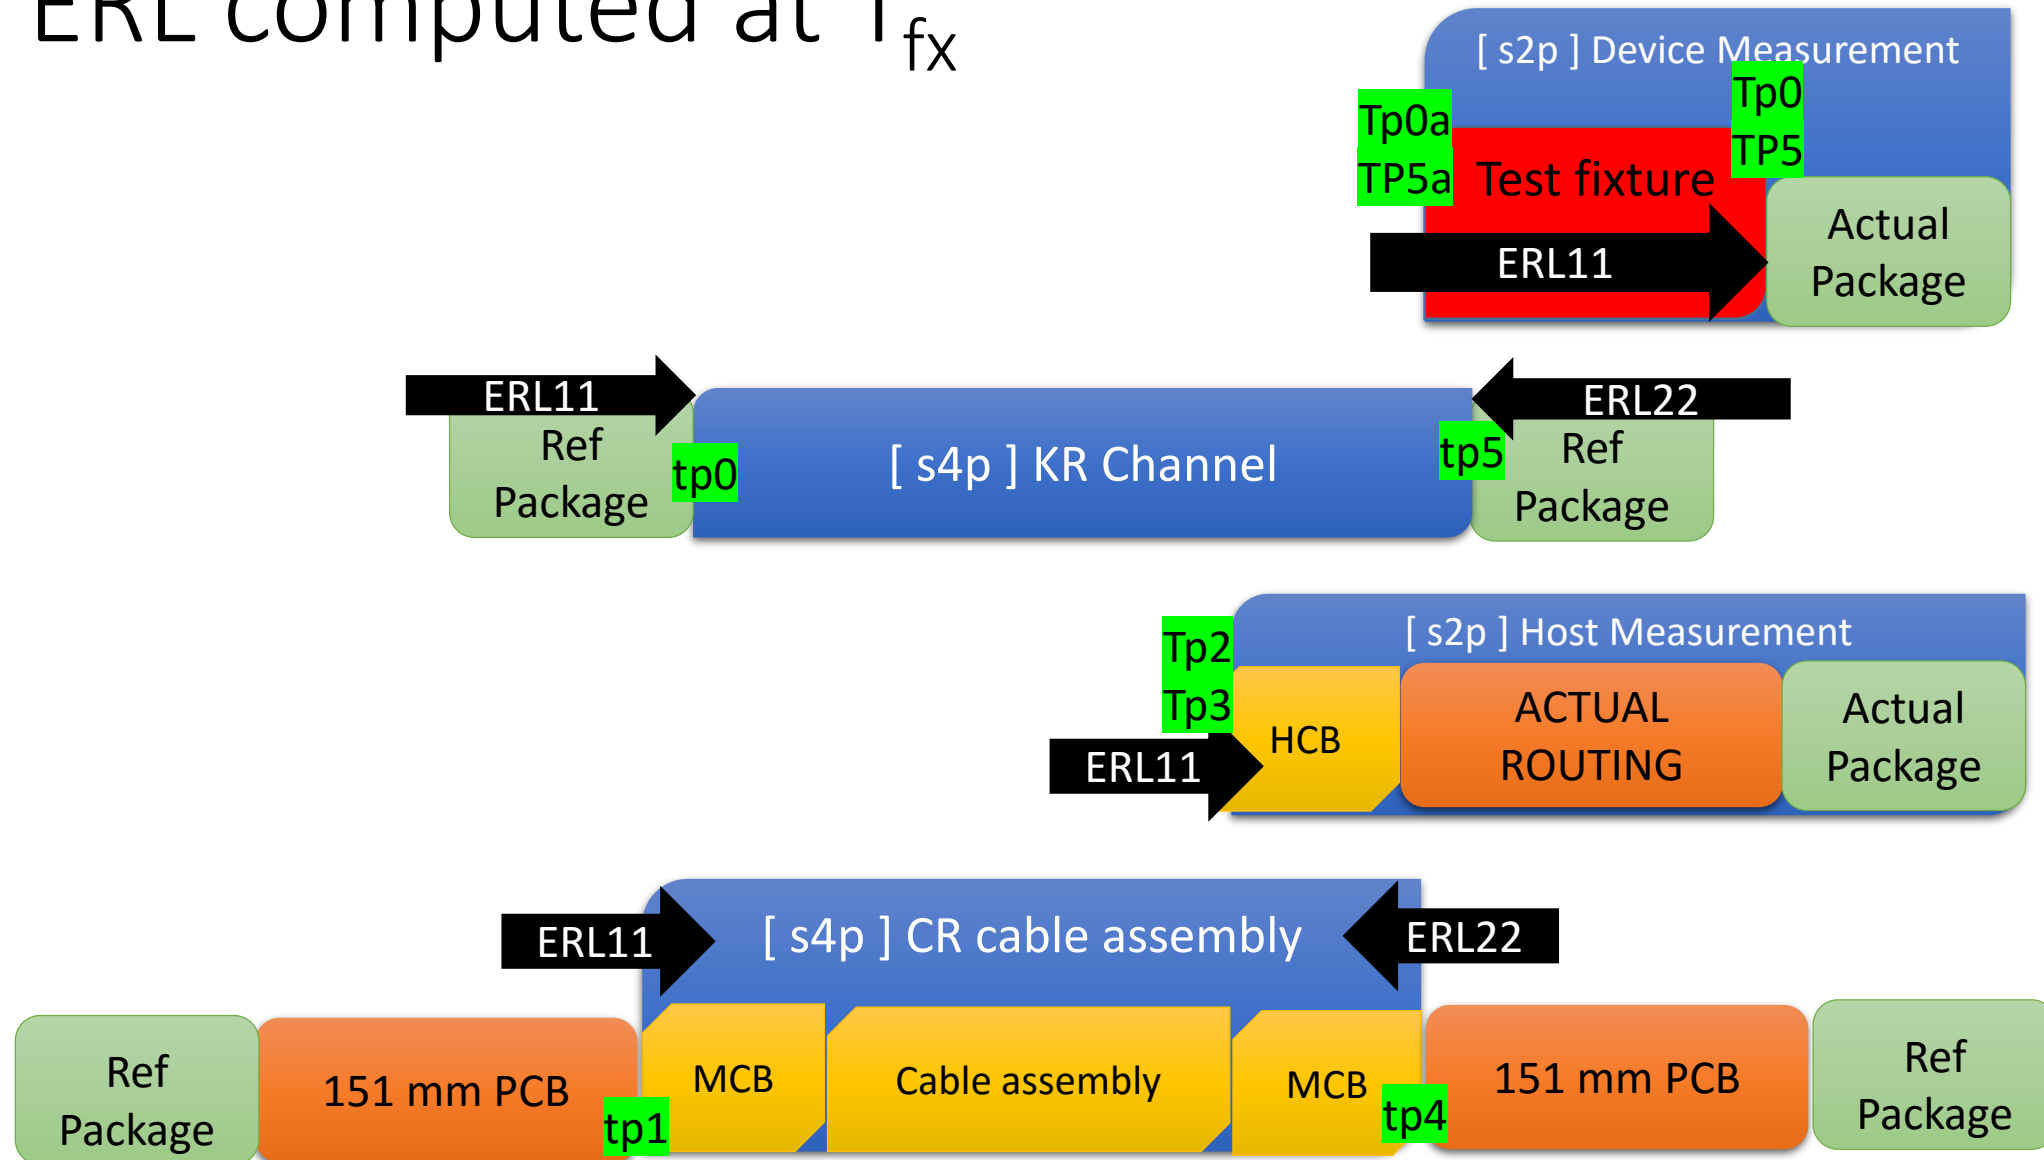 ERL computed at Tfx
[ s2p ] Device Measurement
Tp0a
TP5a
Tp0
TP5
Test fixture
ERL11
Actual
Package
ERL11
Ref
Package
tp0
[ s4p ] KR Channel
ERL22
tp5
Ref
Package
[ s2p ] Host Measurement
Tp2
Tp3
ERL11
HCB
ACTUAL
ROUTING
Actual
Package
ERL11
[ s4p ] CR cable assembly
ERL22
Ref
Package
151 mm PCB
tp1
MCB
Cable assembly
MCB
tp4
151 mm PCB
Ref
Package